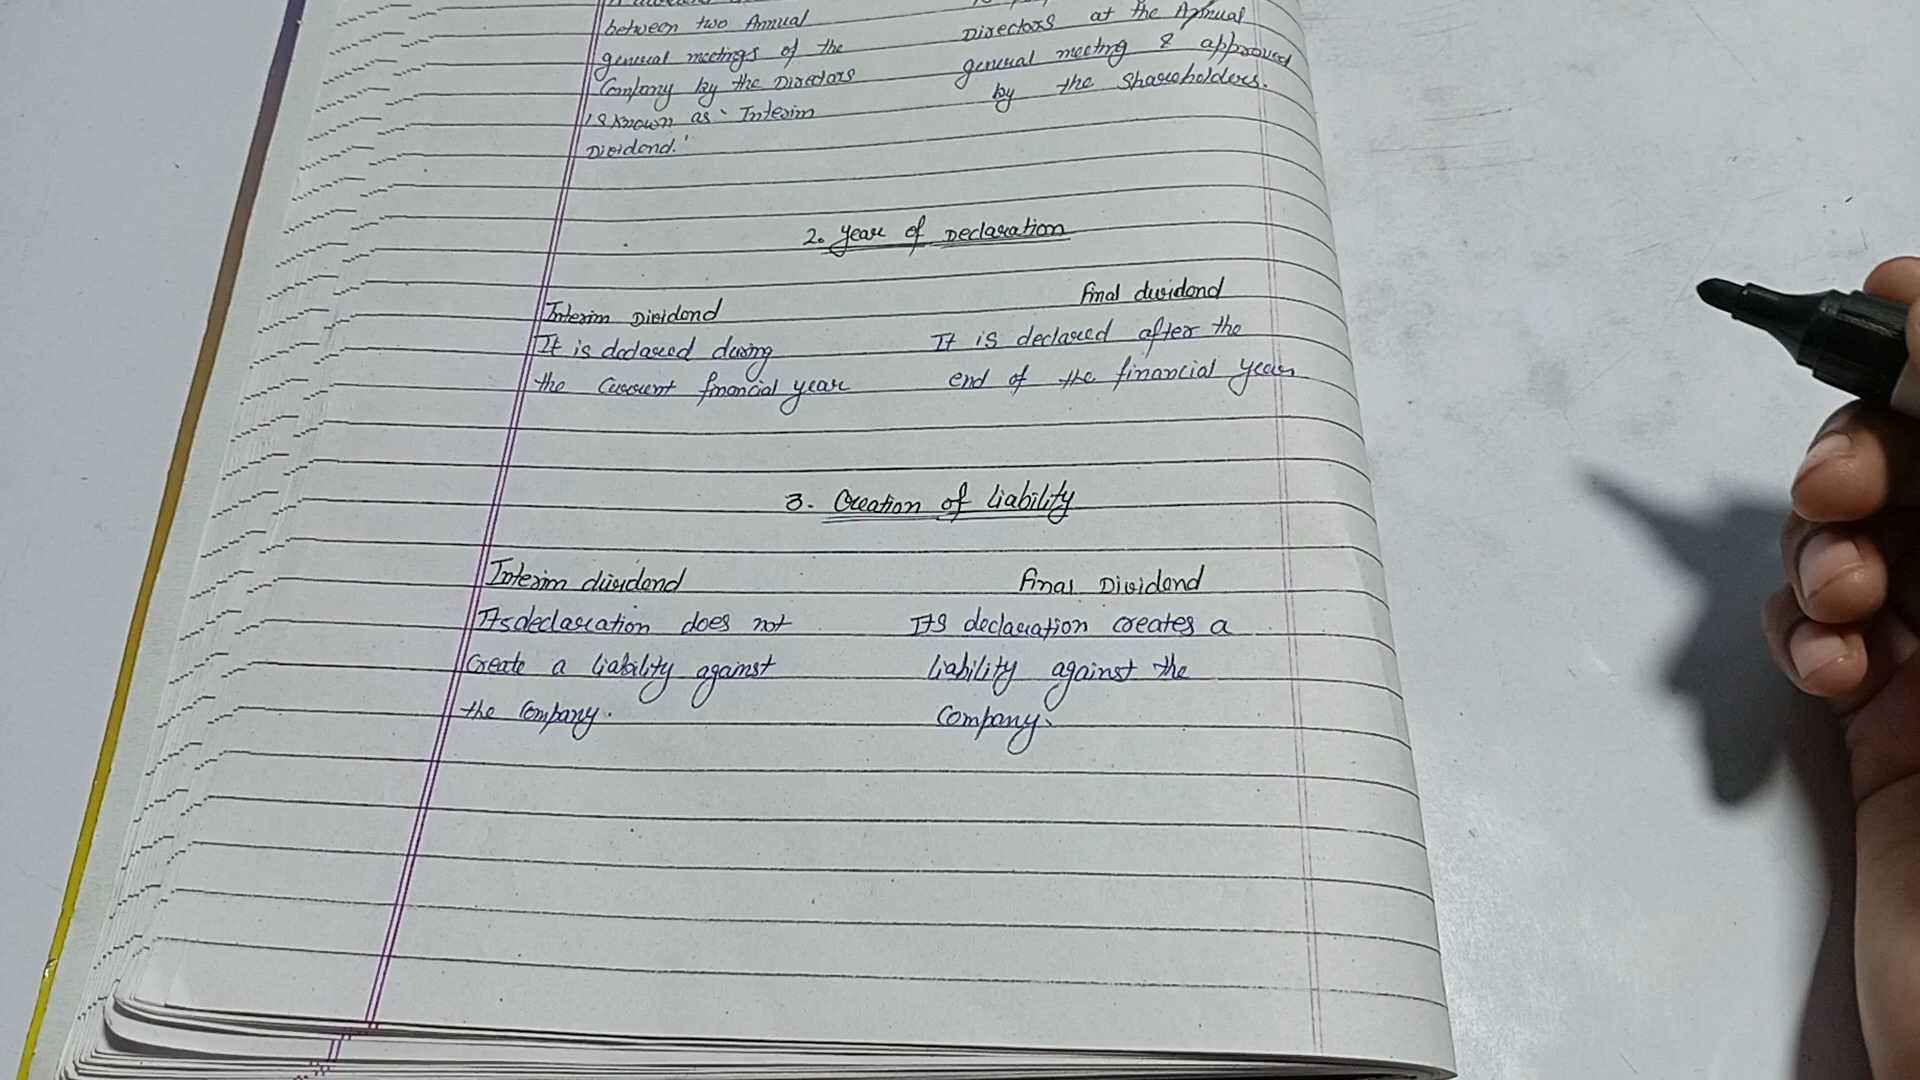 between two Annual
general meetings of the
Company by the Directors
is known as 'Interim
Dividend.'
Directors at the Annual
general meeting & approved
by the Shareholders.
2. Year of Declaration
Interim Dividend
It is declared during
the Current financial year
final dividend
It is declared after the
end of the financial year
3. Creation of liability
Interim dividend
Its declaration does not
Create a liability against
the Company.
final Dividend
Its declaration creates a
liability against the
Company.